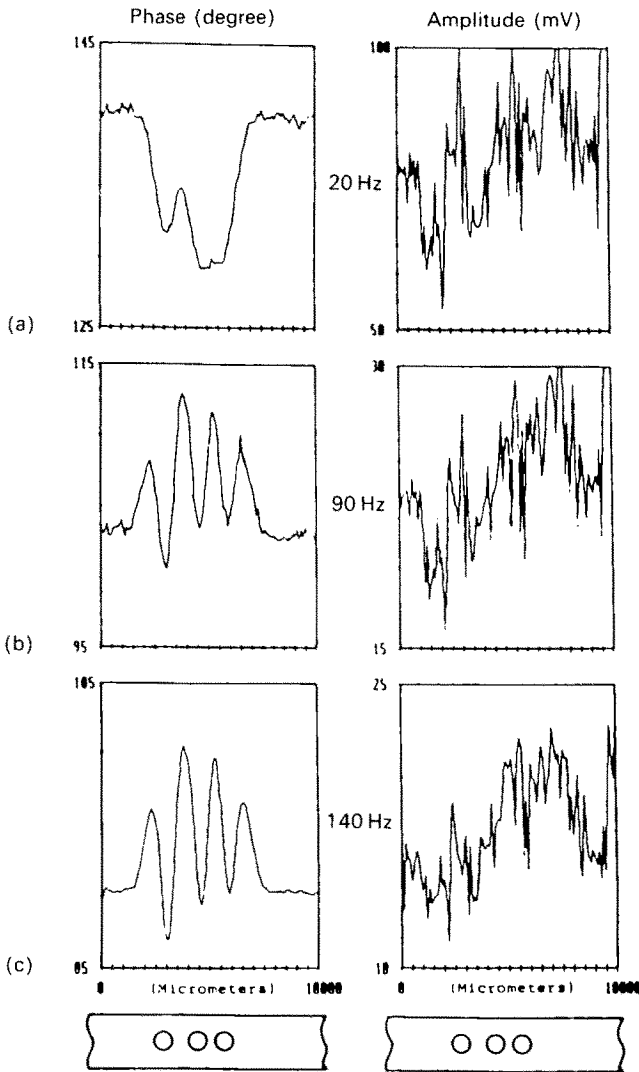 Phase (degree) Amplitude (mV)
145 100
20 Hz
(a) 125 50
115 30
90 Hz
(b) 95 15
105 25
140 Hz
(c) 85 10
0 (Micrometers) 10000 0 (Micrometers) 10000